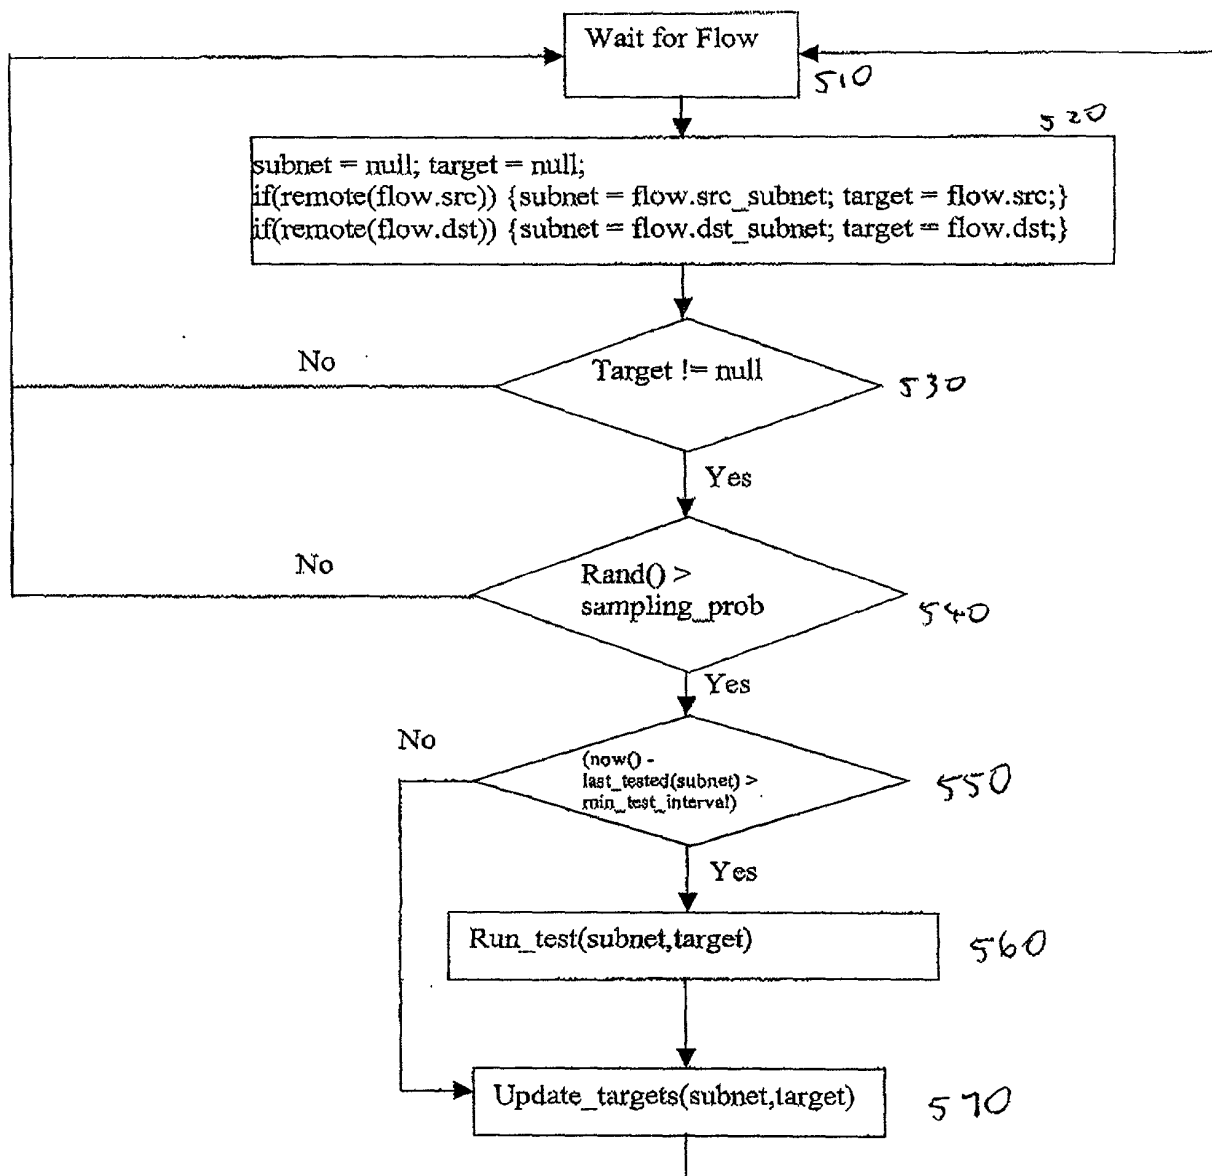 Wait for Flow
510
520
subnet = null; target = null;
if(remote(flow.src)) {subnet = flow.src_subnet; target = flow.src;}
if(remote(flow.dst)) {subnet = flow.dst_subnet; target = flow.dst;}
No
Target != null
530
Yes
No
Rand() >
sampling_prob
540
Yes
No
(now() -
last_tested(subnet) >
min_test_interval)
550
Yes
Run_test(subnet,target)
560
Update_targets(subnet,target)
570